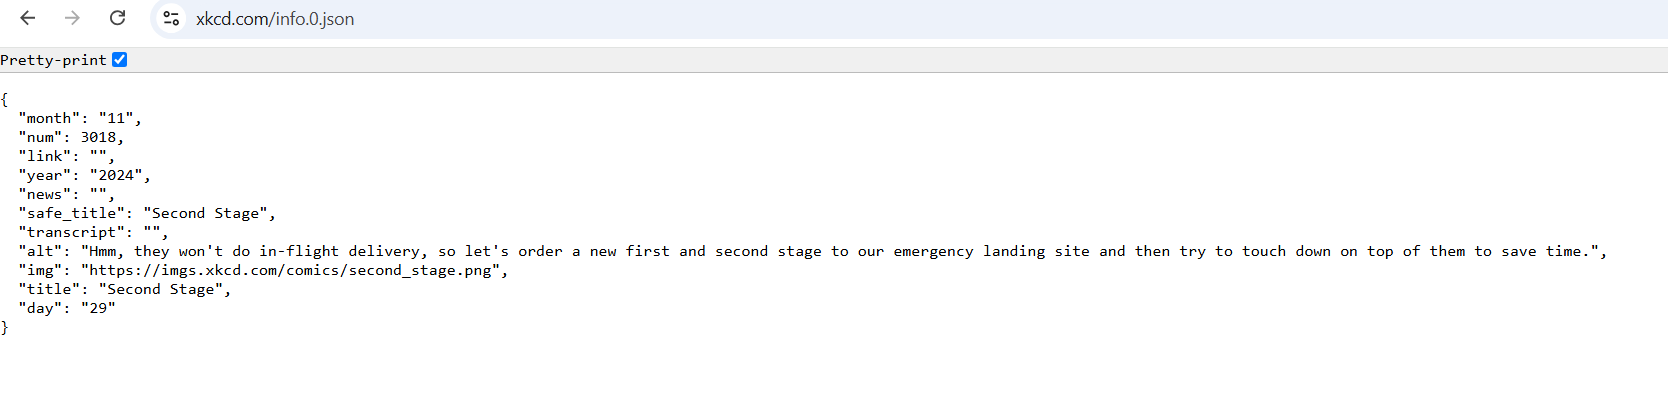 xkcd.com/info.0.json
Pretty-print
{
  "month": "11",
  "num": 3018,
  "link": "",
  "year": "2024",
  "news": "",
  "safe_title": "Second Stage",
  "transcript": "",
  "alt": "Hmm, they won't do in-flight delivery, so let's order a new first and second stage to our emergency landing site and then try to touch down on top of them to save time.",
  "img": "https://imgs.xkcd.com/comics/second_stage.png",
  "title": "Second Stage",
  "day": "29"
}